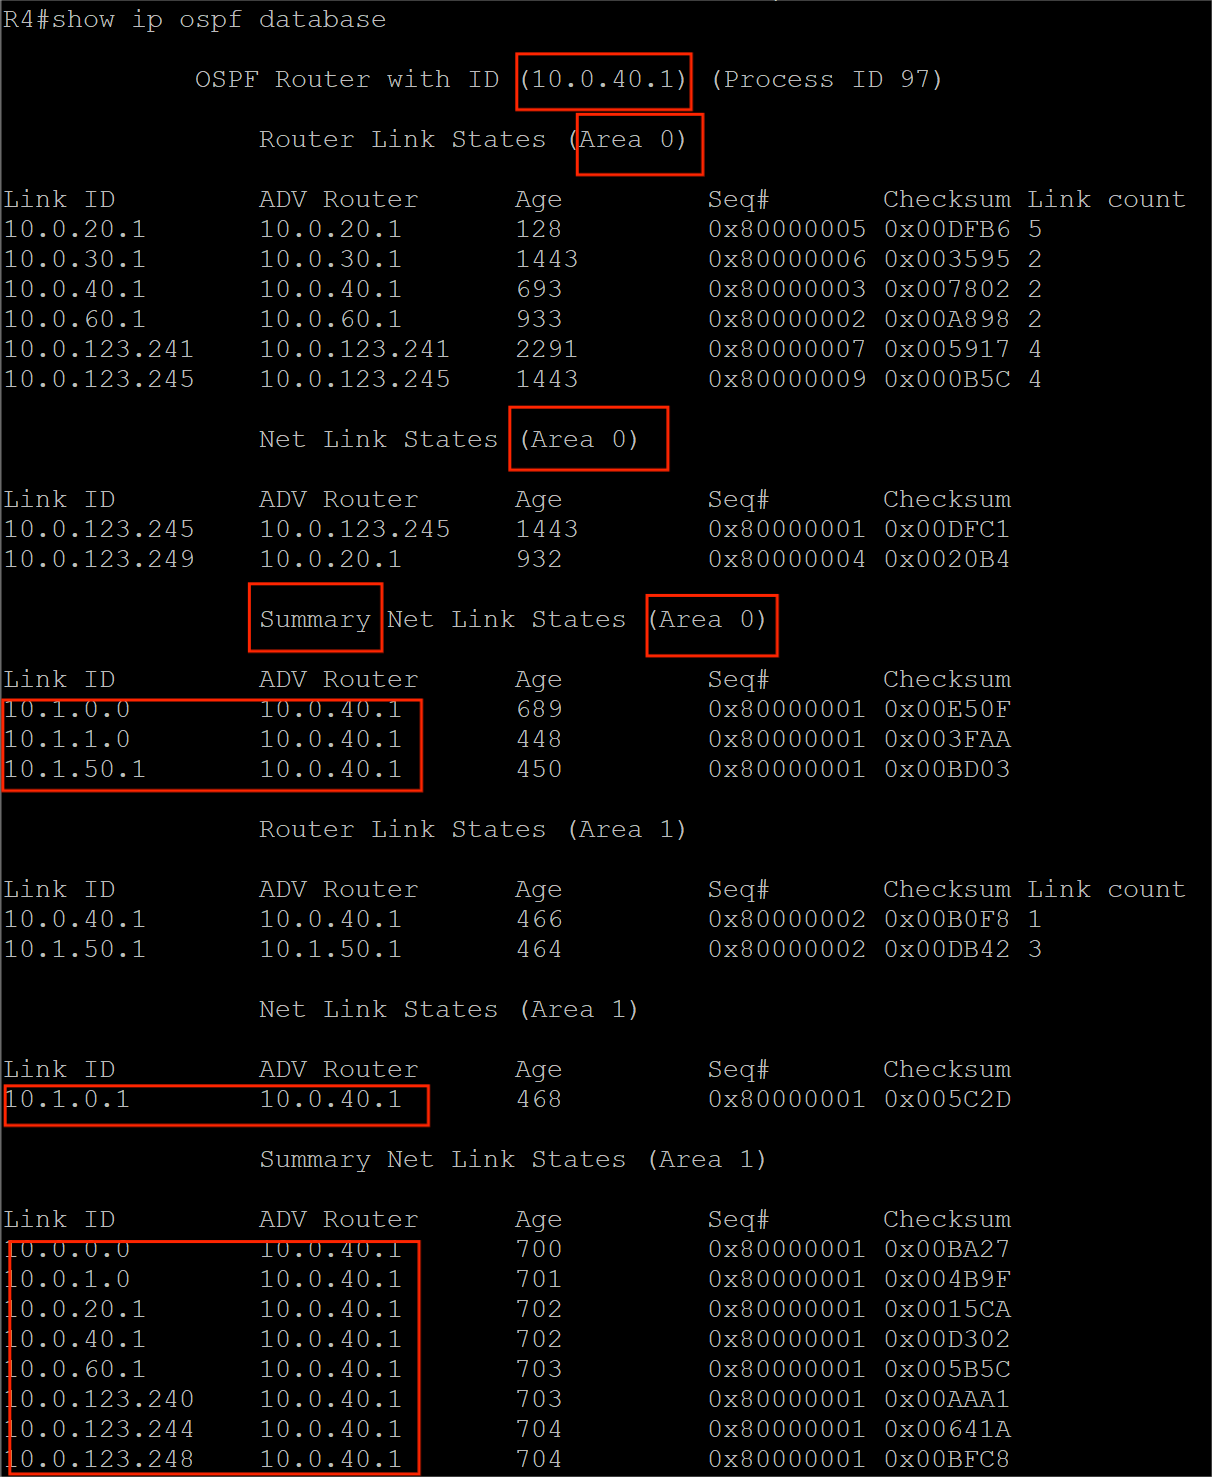 R4#show ip ospf database
OSPF Router with ID (10.0.40.1) (Process ID 97)
Router Link States (Area 0)
Link ID ADV Router Age Seq# Checksum Link count
10.0.20.1 10.0.20.1 128 0x80000005 0x00DFB6 5
10.0.30.1 10.0.30.1 1443 0x80000006 0x003595 2
10.0.40.1 10.0.40.1 693 0x80000003 0x007802 2
10.0.60.1 10.0.60.1 933 0x80000002 0x00A898 2
10.0.123.241 10.0.123.241 2291 0x80000007 0x005917 4
10.0.123.245 10.0.123.245 1443 0x80000009 0x000B5C 4
Net Link States (Area 0)
Link ID ADV Router Age Seq# Checksum
10.0.123.245 10.0.123.245 1443 0x80000001 0x00DFC1
10.0.123.249 10.0.20.1 932 0x80000004 0x0020B4
Summary Net Link States (Area 0)
Link ID ADV Router Age Seq# Checksum
10.1.0.0 10.0.40.1 689 0x80000001 0x00E50F
10.1.1.0 10.0.40.1 448 0x80000001 0x003FAA
10.1.50.1 10.0.40.1 450 0x80000001 0x00BD03
Router Link States (Area 1)
Link ID ADV Router Age Seq# Checksum Link count
10.0.40.1 10.0.40.1 466 0x80000002 0x00B0F8 1
10.1.50.1 10.1.50.1 464 0x80000002 0x00DB42 3
Net Link States (Area 1)
Link ID ADV Router Age Seq# Checksum
10.1.0.1 10.0.40.1 468 0x80000001 0x005C2D
Summary Net Link States (Area 1)
Link ID ADV Router Age Seq# Checksum
10.0.0.0 10.0.40.1 700 0x80000001 0x00BA27
10.0.1.0 10.0.40.1 701 0x80000001 0x004B9F
10.0.20.1 10.0.40.1 702 0x80000001 0x0015CA
10.0.40.1 10.0.40.1 702 0x80000001 0x00D302
10.0.60.1 10.0.40.1 703 0x80000001 0x005B5C
10.0.123.240 10.0.40.1 703 0x80000001 0x00AAA1
10.0.123.244 10.0.40.1 704 0x80000001 0x00641A
10.0.123.248 10.0.40.1 704 0x80000001 0x00BFC8